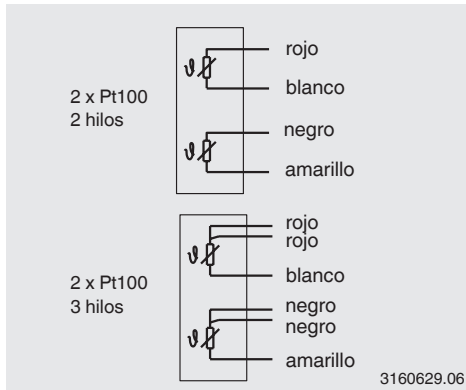 2 x Pt100
2 hilos
rojo
blanco
negro
amarillo
2 x Pt100
3 hilos
rojo
rojo
blanco
negro
negro
amarillo
3160629.06